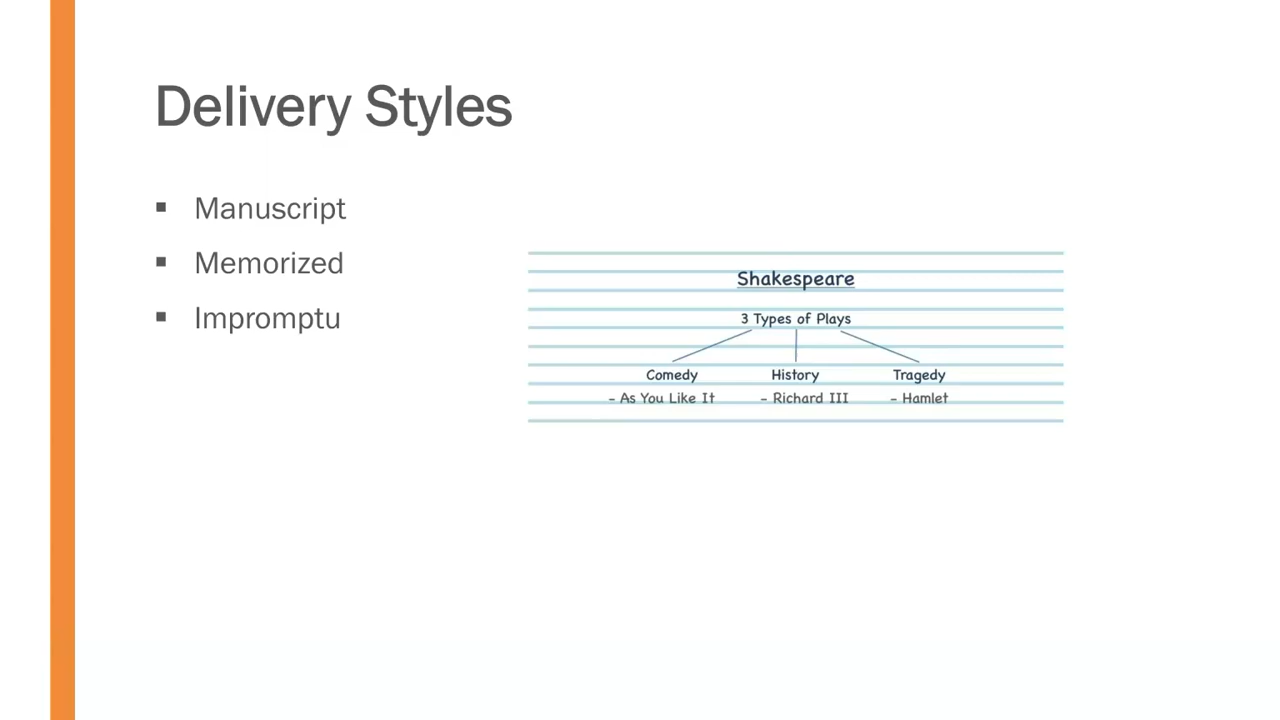 Delivery Styles
Manuscript
Memorized
Impromptu
Shakespeare
3 Types of Plays
Comedy History Tragedy
- As You Like It - Richard III - Hamlet